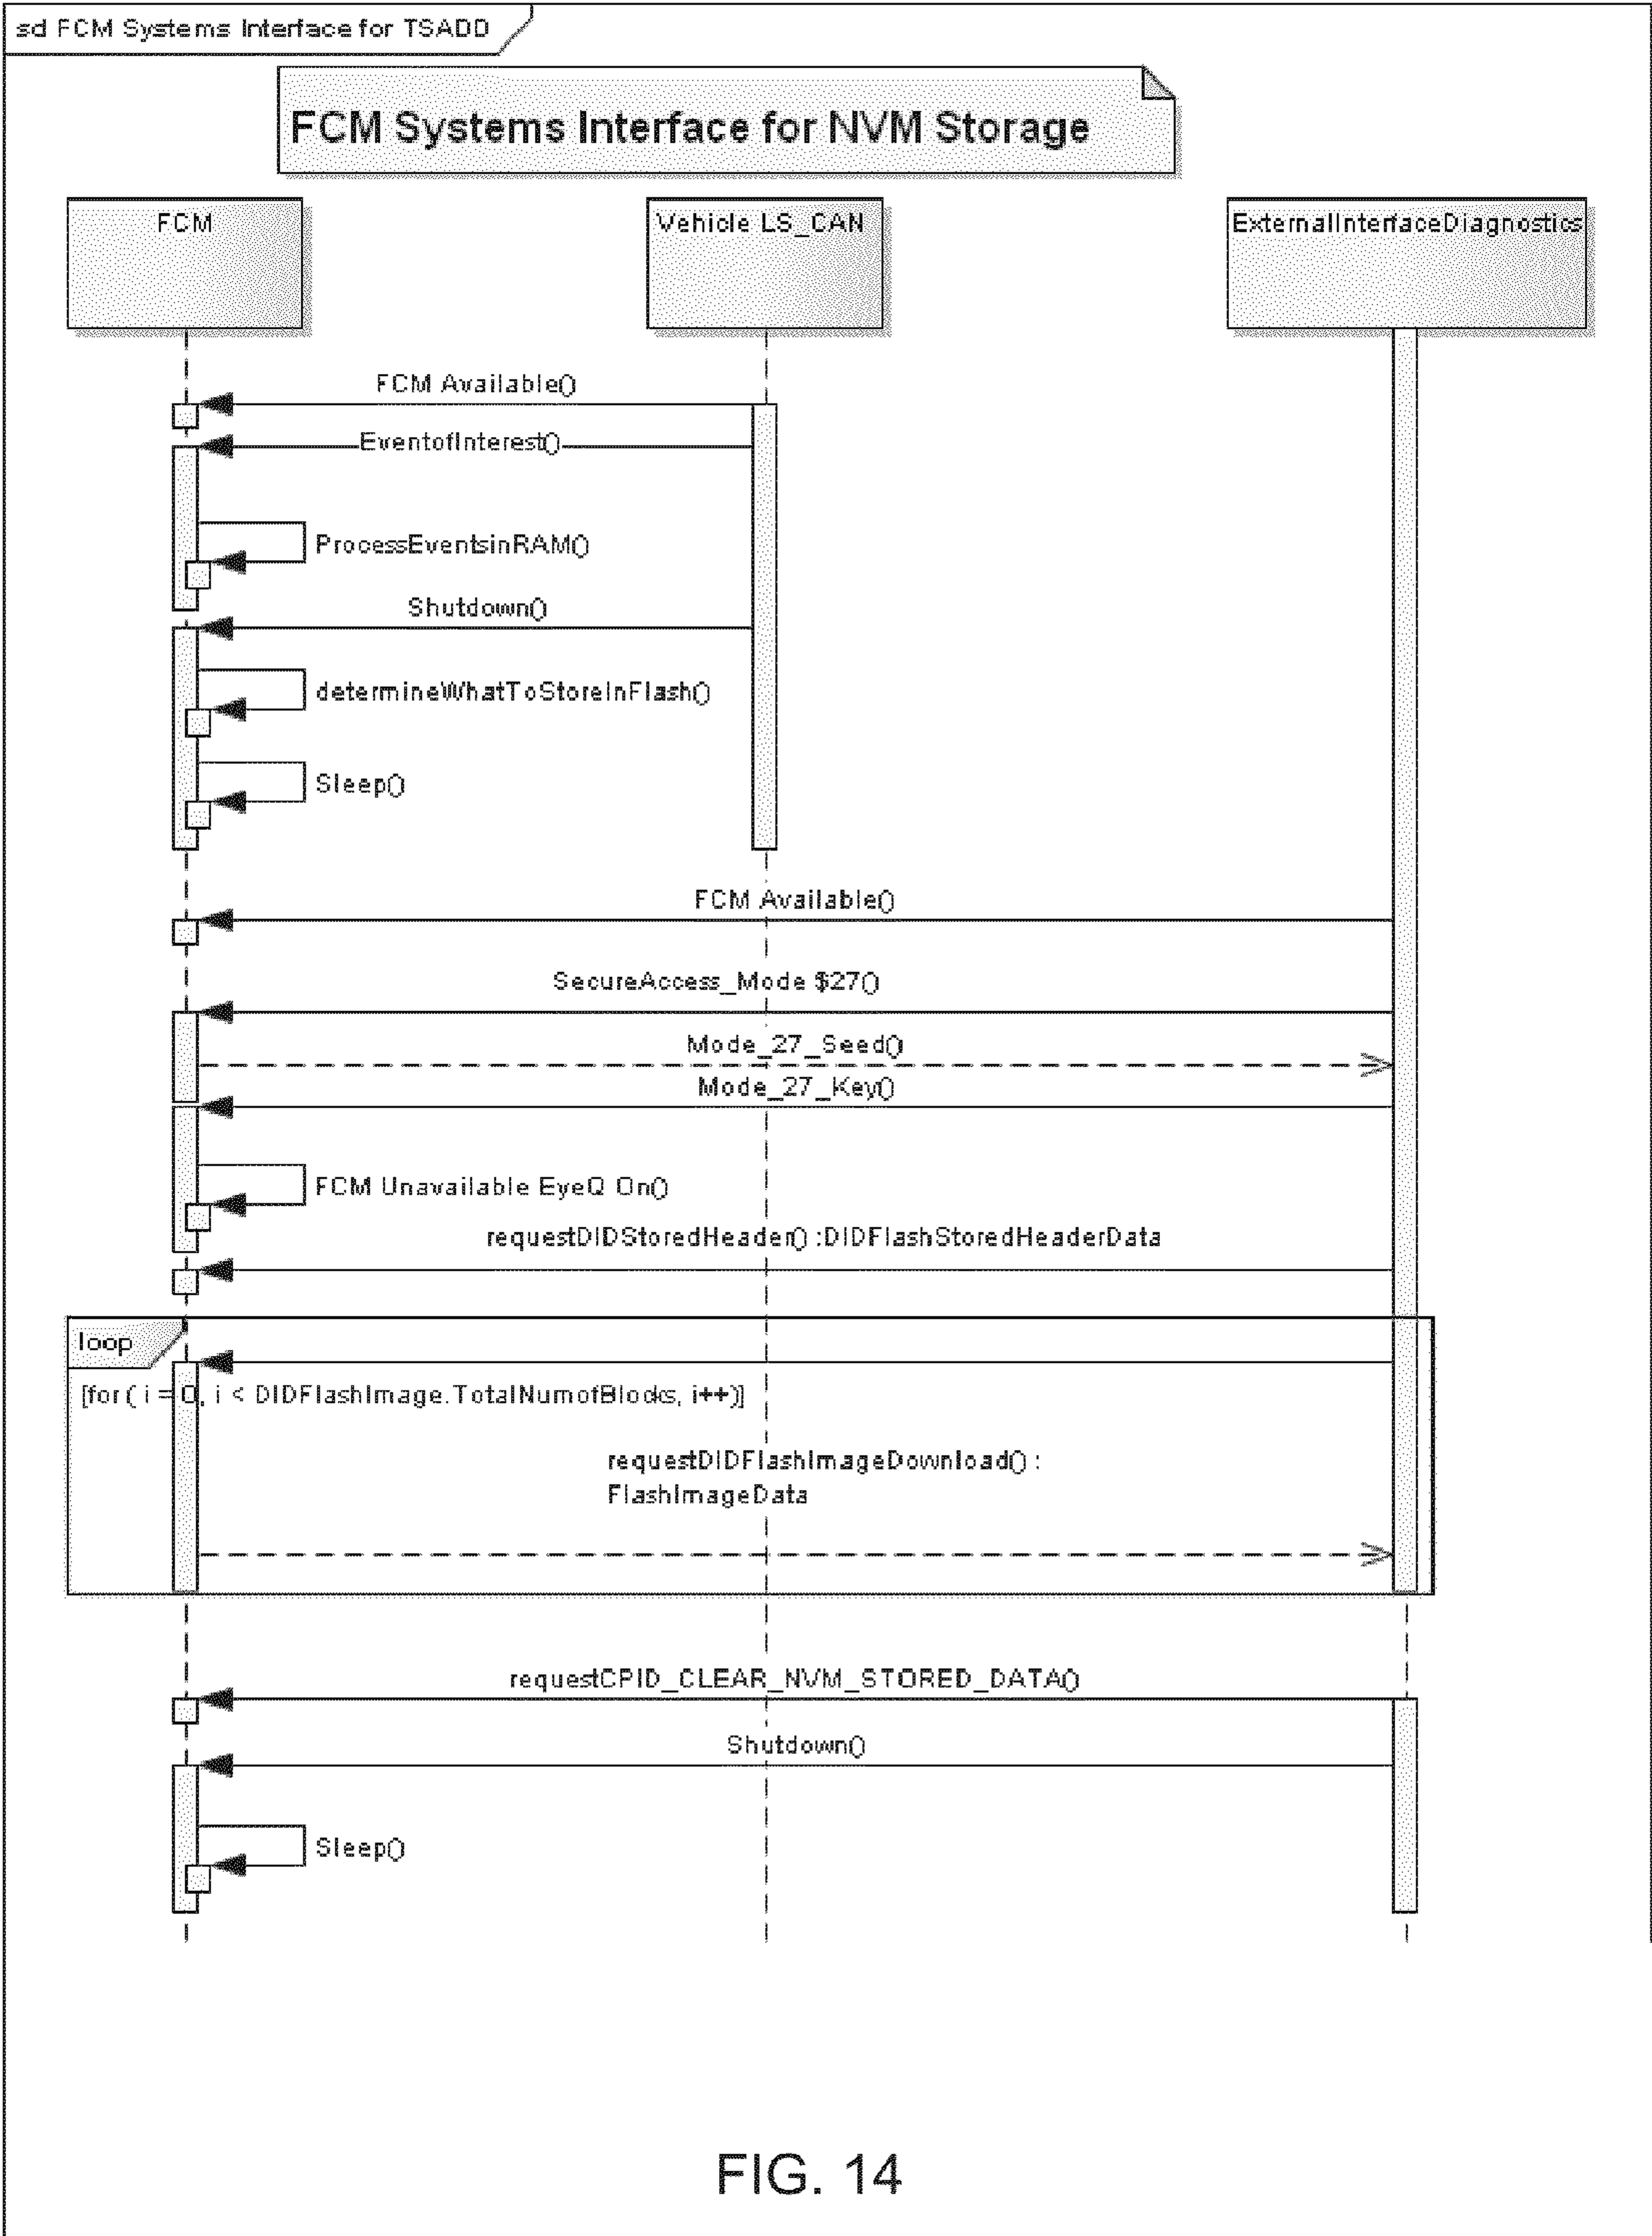 sd FCM Systems Interface for TSADD
FCM Systems Interface for NVM Storage
FCM
Vehicle LS_CAN
ExternalInterfaceDiagnostics
FCM Available()
EventofInterest()
ProcessEventsinRAM()
Shutdown()
determineWhatToStoreInFlash()
Sleep()
FCM Available()
SecureAccess_Mode $27()
Mode_27_Seed()
Mode_27_Key()
FCM Unavailable EyeQ On()
requestDIDStoredHeader() :DIDFlashStoredHeaderData
loop
[for( i = 0, i < DIDFlashImage.TotalNumofBlocks, i++)]
requestDIDFlashImageDownload() :
FlashImageData
requestCPID_CLEAR_NVM_STORED_DATA()
Shutdown()
Sleep()
FIG. 14